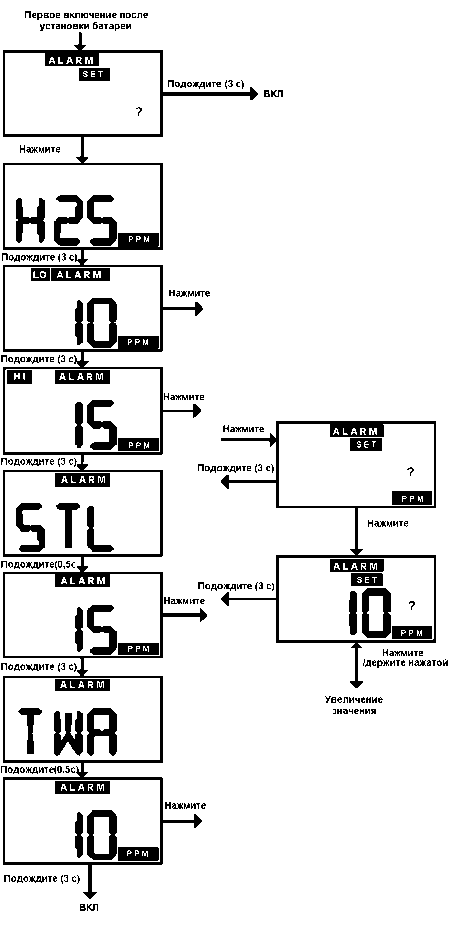 Первое включение после
установки батареи
ALARM
SET
?
Подождите (3 с)
ВКЛ
Нажмите
H2S
PPM
Подождите (3 с)
LO ALARM
10
PPM
Нажмите
Подождите (3 с)
HI ALARM
15
PPM
Нажмите
Подождите (3 с)
ALARM
STL
Подождите(0,5с
ALARM
15
PPM
Нажмите
Подождите (3 с)
ALARM
TWA
Подождите(0.5с)
ALARM
10
PPM
Нажмите
Подождите (3 с)
ВКЛ
Нажмите
ALARM
SET
?
PPM
Подождите (3 с)
Нажмите
ALARM
SET
10 ?
PPM
Подождите (3 с)
Нажмите
/держите нажатой
Увеличение
значения